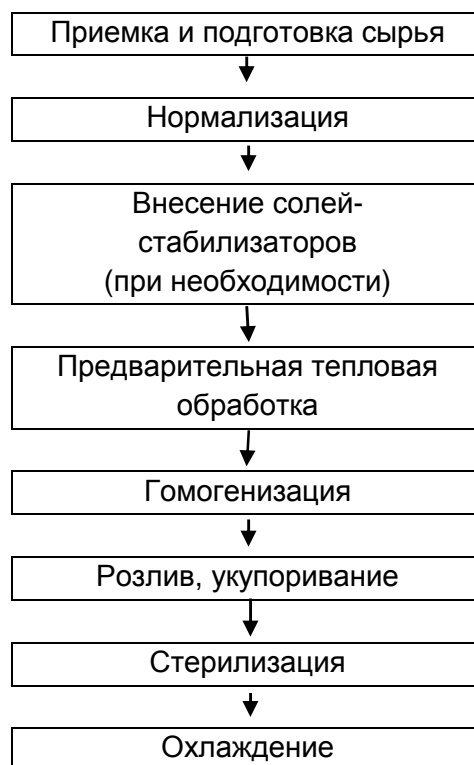 Приемка и подготовка сырья
Нормализация
Внесение солей-
стабилизаторов
(при необходимости)
Предварительная тепловая
обработка
Гомогенизация
Розлив, укупоривание
Стерилизация
Охлаждение